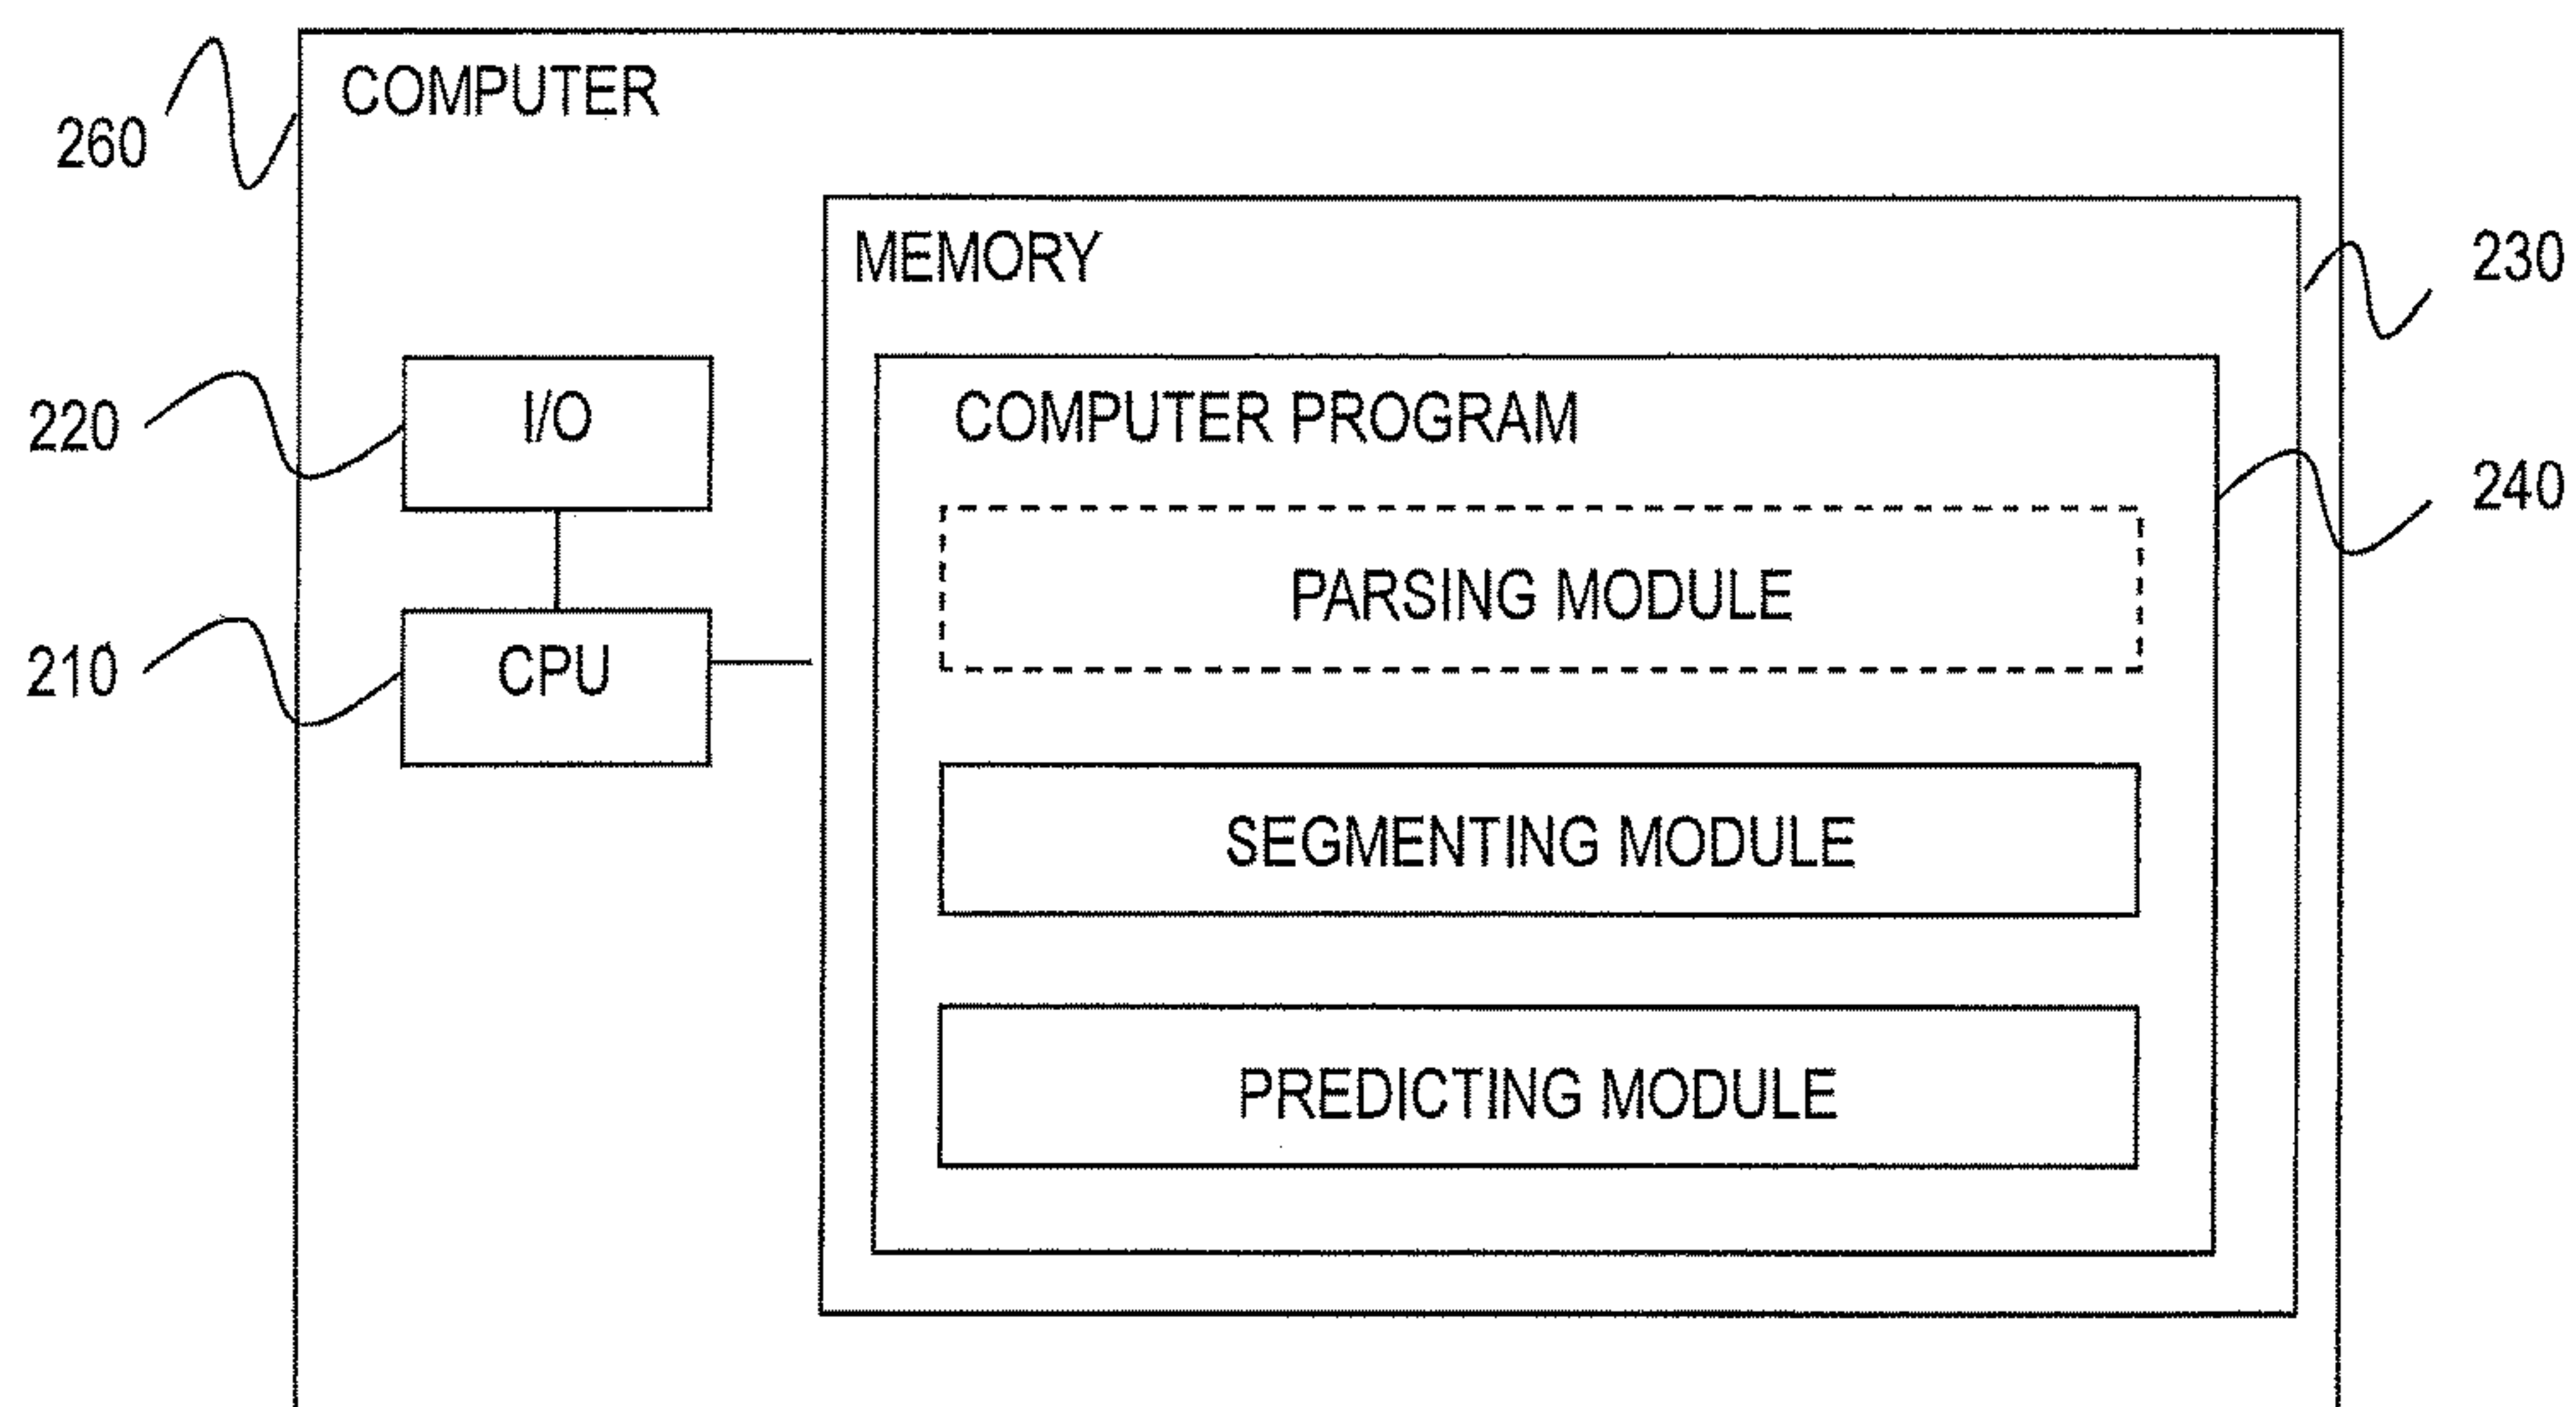 COMPUTER
260
MEMORY
230
I/O
220
COMPUTER PROGRAM
240
PARSING MODULE
CPU
210
SEGMENTING MODULE
PREDICTING MODULE